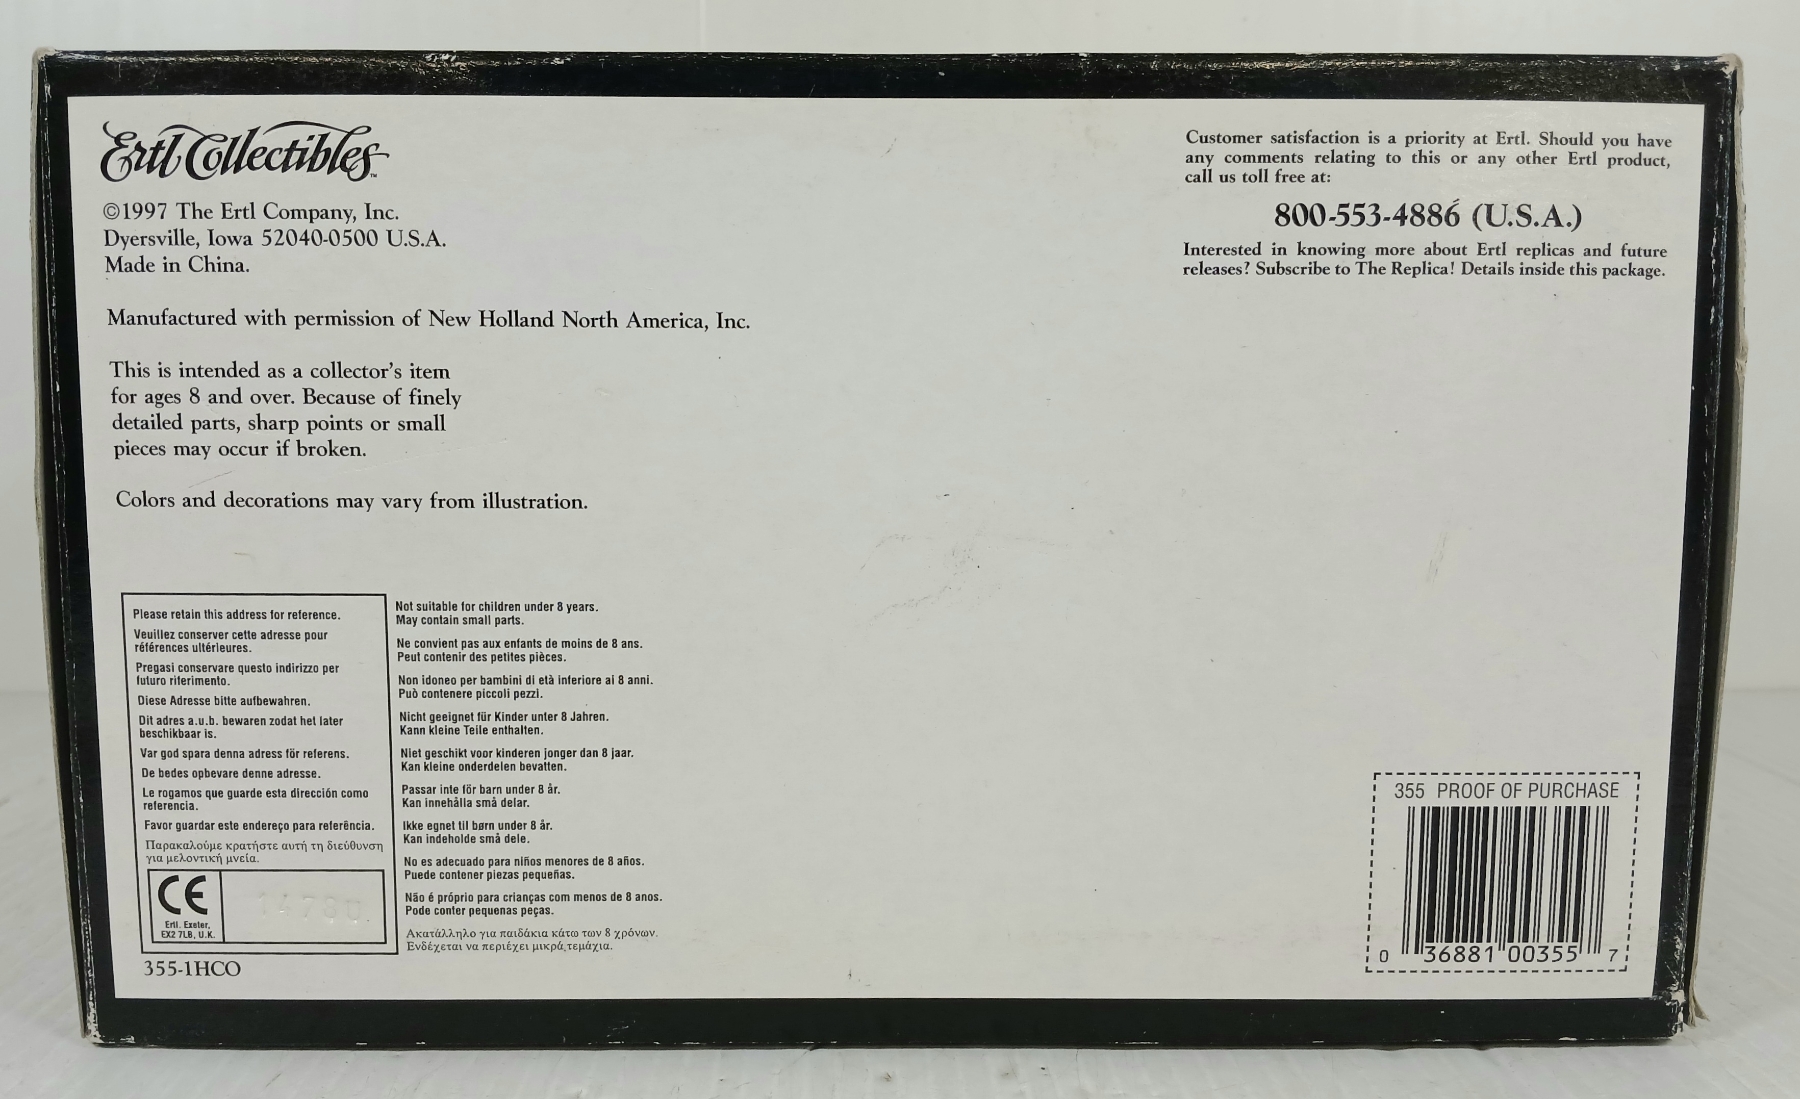 Ertl Collectibles™
©1997 The Ertl Company, Inc.
Dyersville, Iowa 52040-0500 U.S.A.
Made in China.
Manufactured with permission of New Holland North America, Inc.
This is intended as a collector's item
for ages 8 and over. Because of finely
detailed parts, sharp points or small
pieces may occur if broken.
Colors and decorations may vary from illustration.
Customer satisfaction is a priority at Ertl. Should you have
any comments relating to this or any other Ertl product,
call us toll free at:
800-553-4886 (U.S.A.)
Interested in knowing more about Ertl replicas and future
releases? Subscribe to The Replica! Details inside this package.
Please retain this address for reference.
Veuillez conserver cette adresse pour
références ultérieures.
Pregasi conservare questo indirizzo per
futuro riferimento.
Diese Adresse bitte aufbewahren.
Dit adres a.u.b. bewaren zodat het later
beschikbaar is.
Var god spara denna adress för referens.
De bedes opbevare denne adresse.
Le rogamos que guarde esta dirección como
referencia.
Favor guardar este endereço para referência.
Παρακαλούμε κρατήστε αυτή τη διεύθυνση
για μελοντική μνεία.
CE
Ertl. Exeter,
EX2 7LB, U.K.
14780
355-1HCO
Not suitable for children under 8 years.
May contain small parts.
Ne convient pas aux enfants de moins de 8 ans.
Peut contenir des petites pièces.
Non idoneo per bambini di età inferiore ai 8 anni.
Può contenere piccoli pezzi.
Nicht geeignet für Kinder unter 8 Jahren.
Kann kleine Teile enthalten.
Niet geschikt voor kinderen jonger dan 8 jaar.
Kan kleine onderdelen bevatten.
Passar inte för barn under 8 år.
Kan innehålla små delar.
Ikke egnet til børn under 8 år.
Kan indeholde små dele.
No es adecuado para niños menores de 8 años.
Puede contener piezas pequeñas.
Não é próprio para crianças com menos de 8 anos.
Pode conter pequenas peças.
Ακατάλληλο για παιδάκια κάτω των 8 χρόνων.
Ενδέχεται να περιέχει μικρά τεμάχια.
355 PROOF OF PURCHASE
0 36881 00355 7